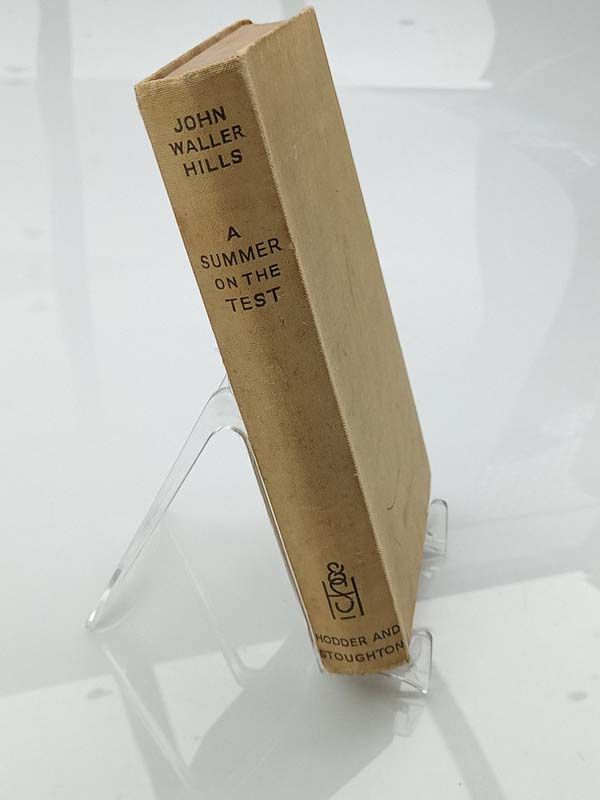 JOHN
WALLER
HILLS
A
SUMMER
ON THE
TEST
HODDER AND
STOUGHTON